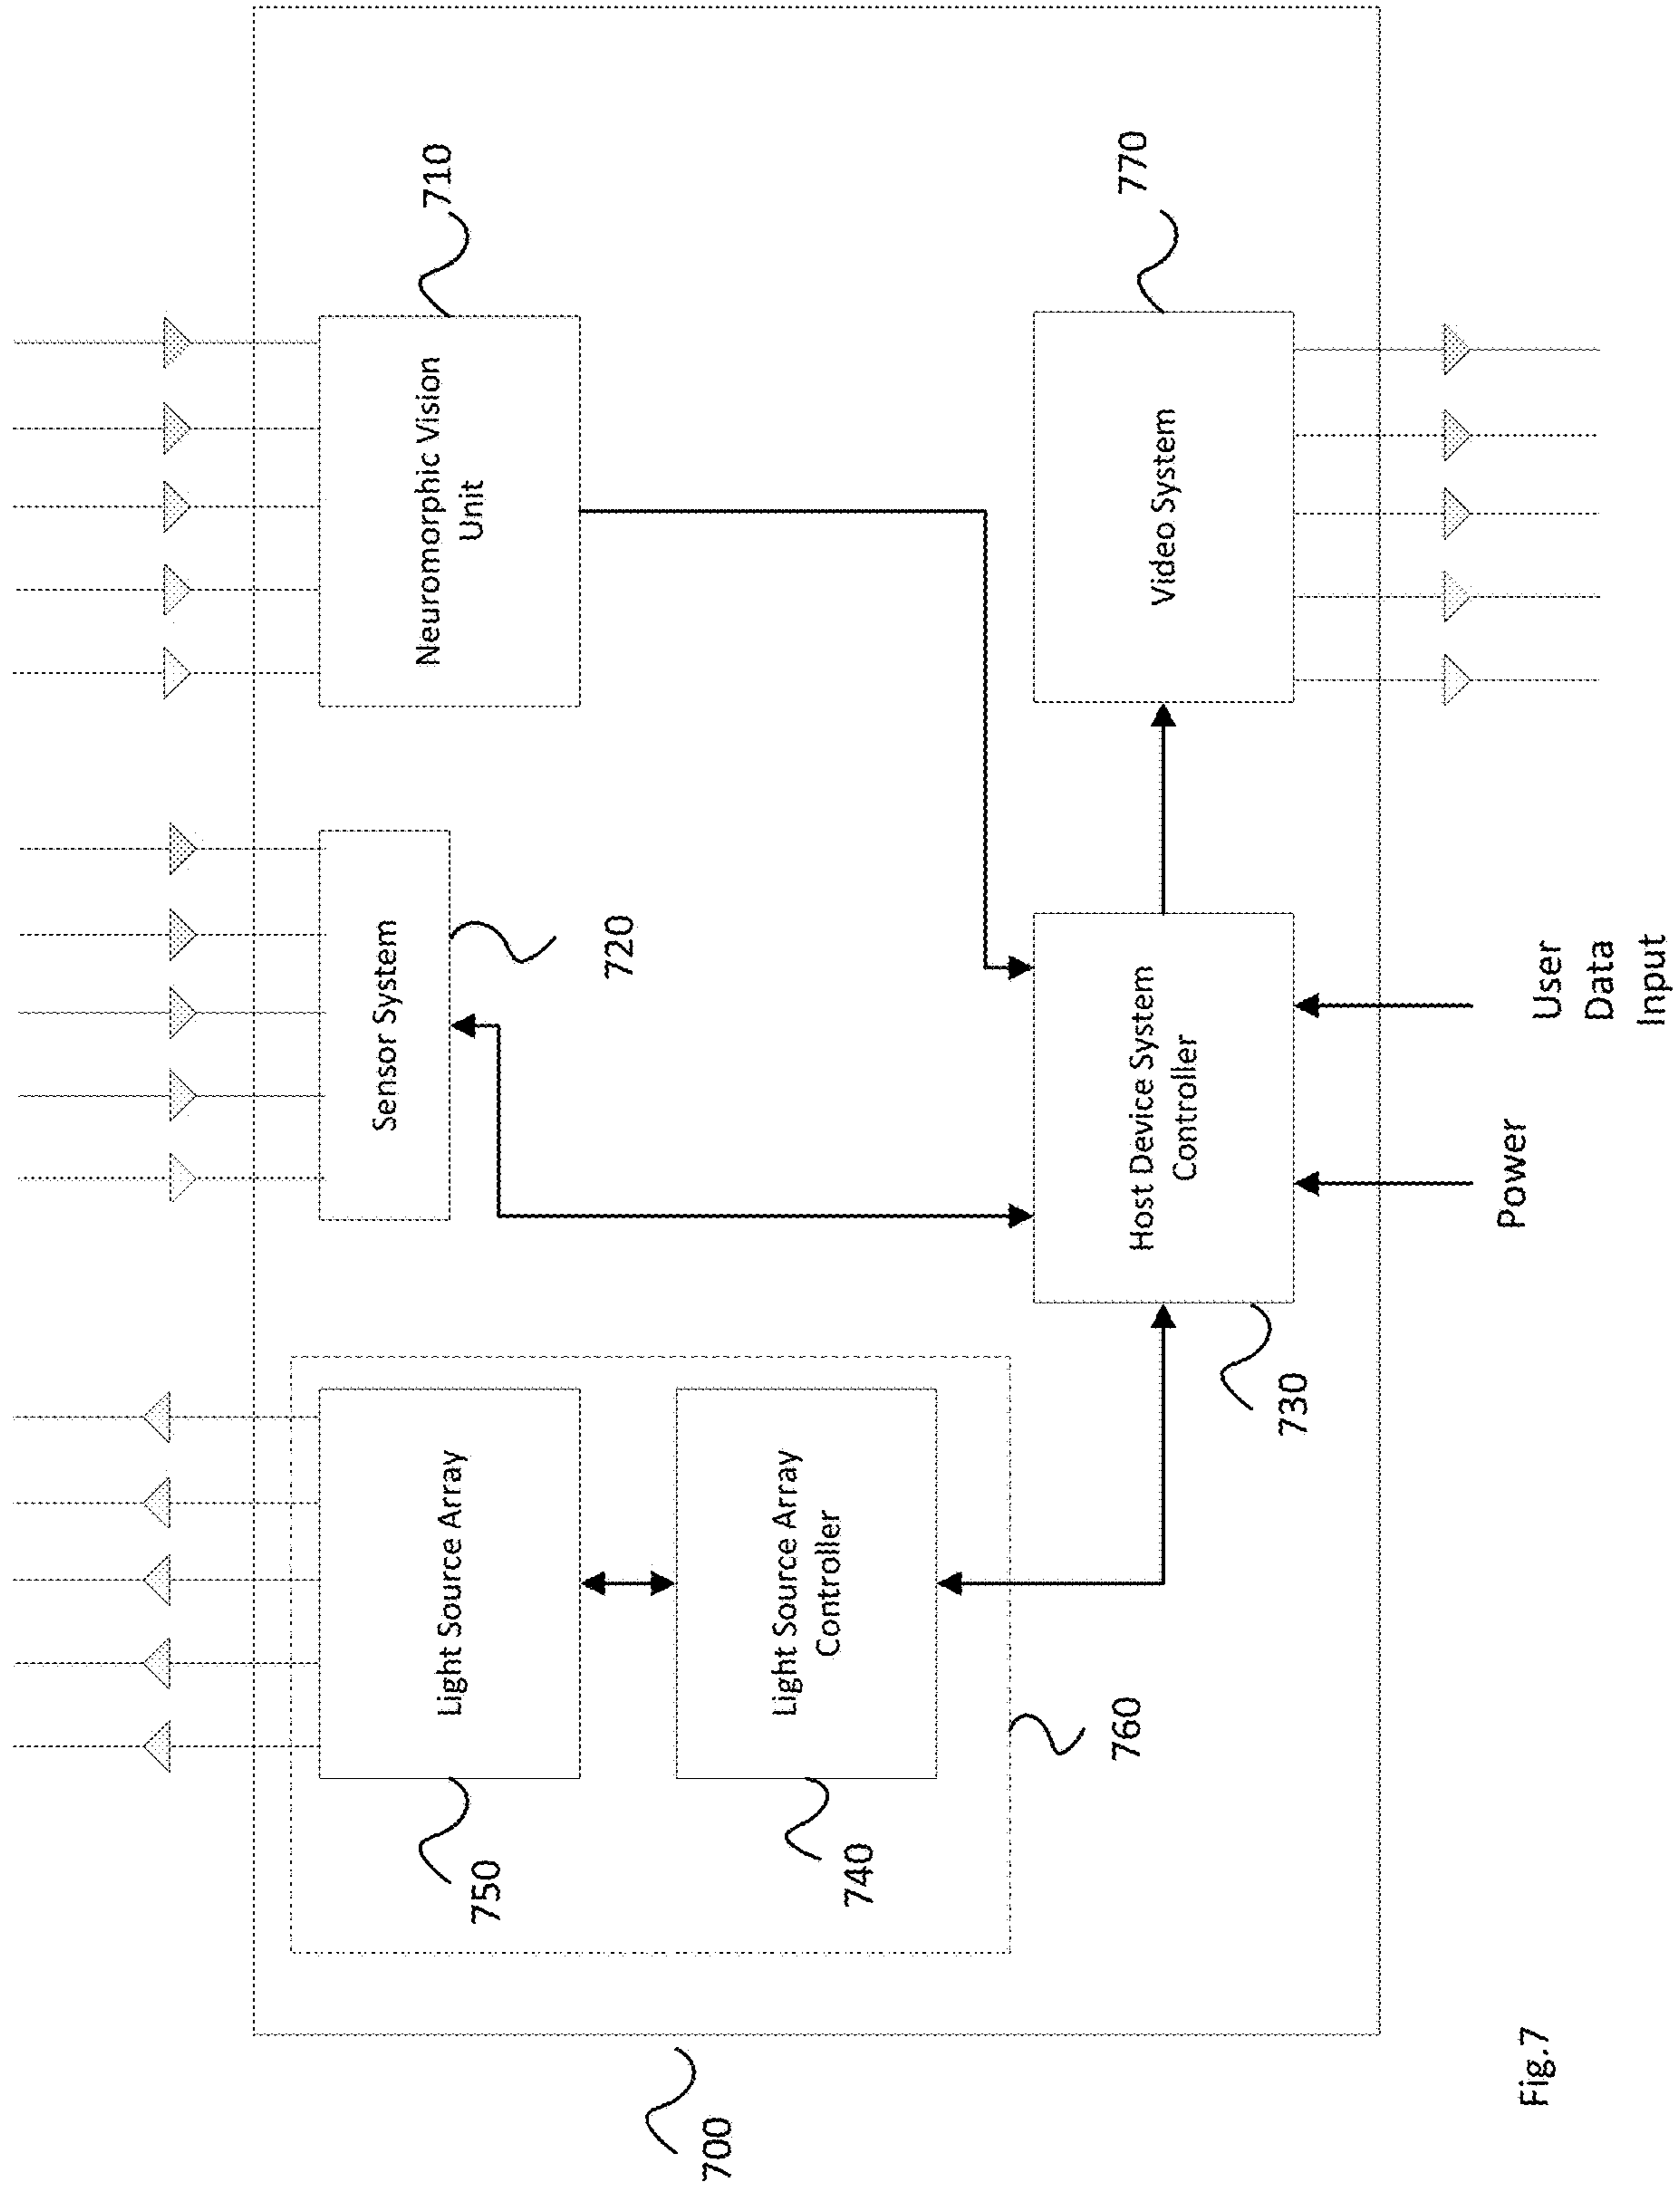 750
Light Source Array
740
Light Source Array
Controller
760
Sensor System
720
Neuromorphic Vision
Unit
710
730
Host Device System
Controller
Video System
770
Power
User
Data
Input
700
Fig.7